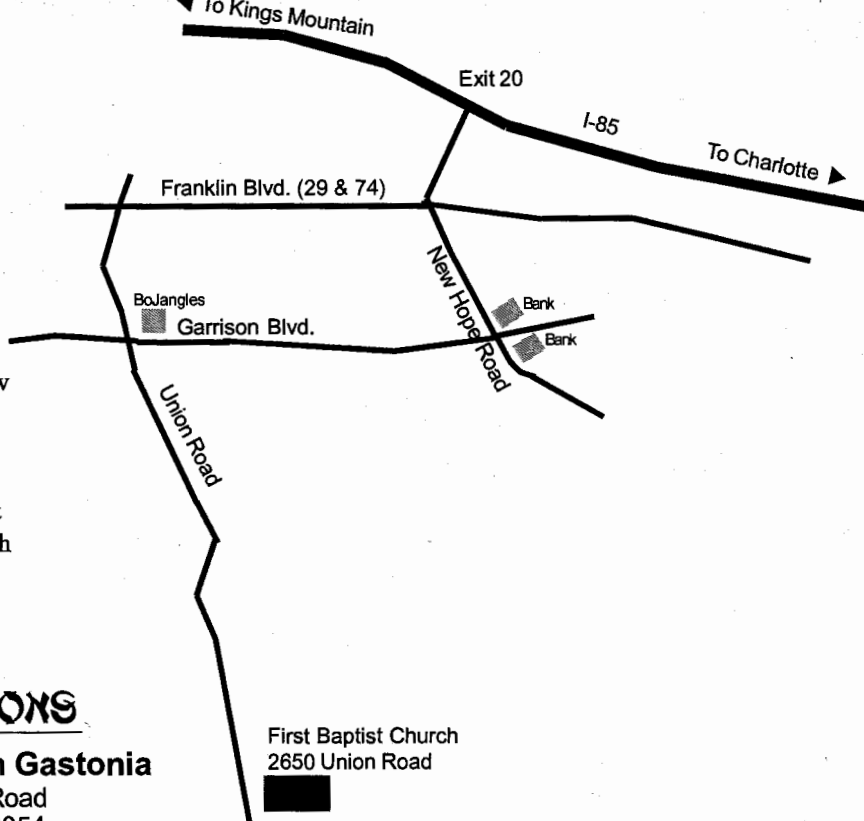 To Kings Mountain
Exit 20
I-85
To Charlotte
Franklin Blvd. (29 & 74)
New Hope Road
BoJangles
Garrison Blvd.
Bank
Bank
Union Road
First Baptist Church
2650 Union Road
ONS
Gastonia
Road